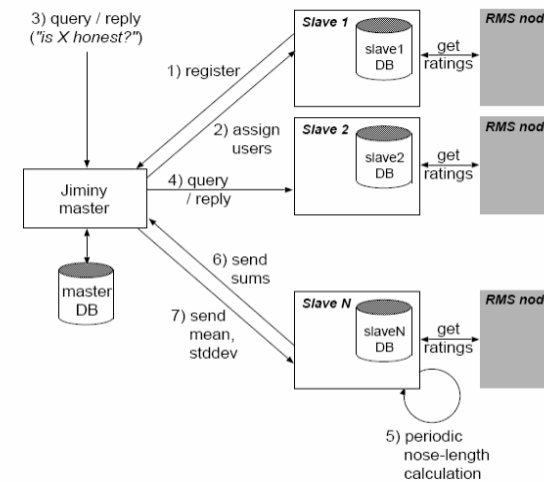 3) query / reply
("is X honest?")
1) register
2) assign
users
4) query
/ reply
Jiminy
master
master
DB
6) send
sums
7) send
mean,
stddev
Slave 1
slave1
DB
get
ratings
RMS nod
Slave 2
slave2
DB
get
ratings
RMS nod
Slave N
slaveN
DB
get
ratings
RMS nod
5) periodic
nose-length
calculation